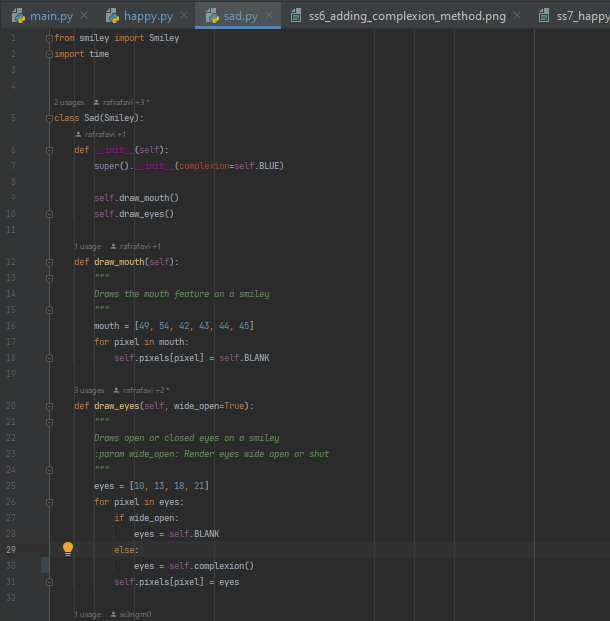 main.py happy.py sad.py ss6_adding_complexion_method.png ss7_happy
1 from smiley import Smiley
2 import time
3
4
2 usages rafrafavi +3 *
5 class Sad(Smiley):
rafrafavi +1
6 def __init__(self):
7 super().__init__(complexion=self.BLUE)
8
9 self.draw_mouth()
10 self.draw_eyes()
11
1 usage rafrafavi +1
12 def draw_mouth(self):
13 """
14 Draws the mouth feature on a smiley
15 """
16 mouth = [49, 54, 42, 43, 44, 45]
17 for pixel in mouth:
18 self.pixels[pixel] = self.BLANK
19
3 usages rafrafavi +2 *
20 def draw_eyes(self, wide_open=True):
21 """
22 Draws open or closed eyes on a smiley
23 :param wide_open: Render eyes wide open or shut
24 """
25 eyes = [10, 13, 18, 21]
26 for pixel in eyes:
27 if wide_open:
28 eyes = self.BLANK
29 else:
30 eyes = self.complexion()
31 self.pixels[pixel] = eyes
32
1 usage w3ngm0